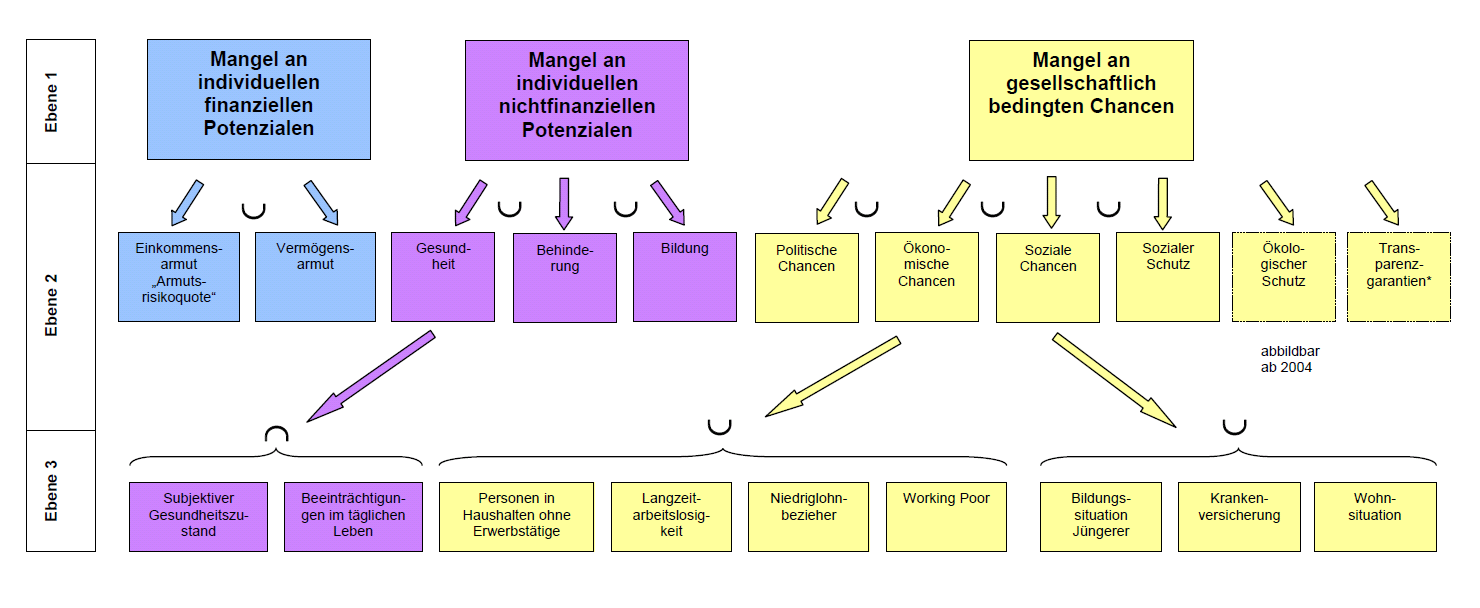 Ebene 1
Mangel an
individuellen
finanziellen
Potenzialen
Mangel an
individuellen
nichtfinanziellen
Potenzialen
Mangel an
gesellschaftlich
bedingten Chancen
Ebene 2
Einkommens-
armut
„Armuts-
risikoquote“
Vermögens-
armut
Gesund-
heit
Behinde-
rung
Bildung
Politische
Chancen
Ökono-
mische
Chancen
Soziale
Chancen
Sozialer
Schutz
Ökolo-
gischer
Schutz
Trans-
parenz-
garantien*
abbildbar
ab 2004
Ebene 3
Subjektiver
Gesundheitszu-
stand
Beeinträchtigun-
gen im täglichen
Leben
Personen in
Haushalten ohne
Erwerbstätige
Langzeit-
arbeitslosig-
keit
Niedriglohn-
bezieher
Working Poor
Bildungs-
situation
Jüngerer
Kranken-
versicherung
Wohn-
situation